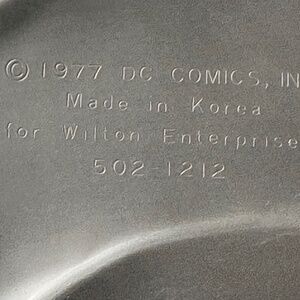 © 1977 DC COMICS, IN
Made in Korea
for Wilton Enterprise
502-1212